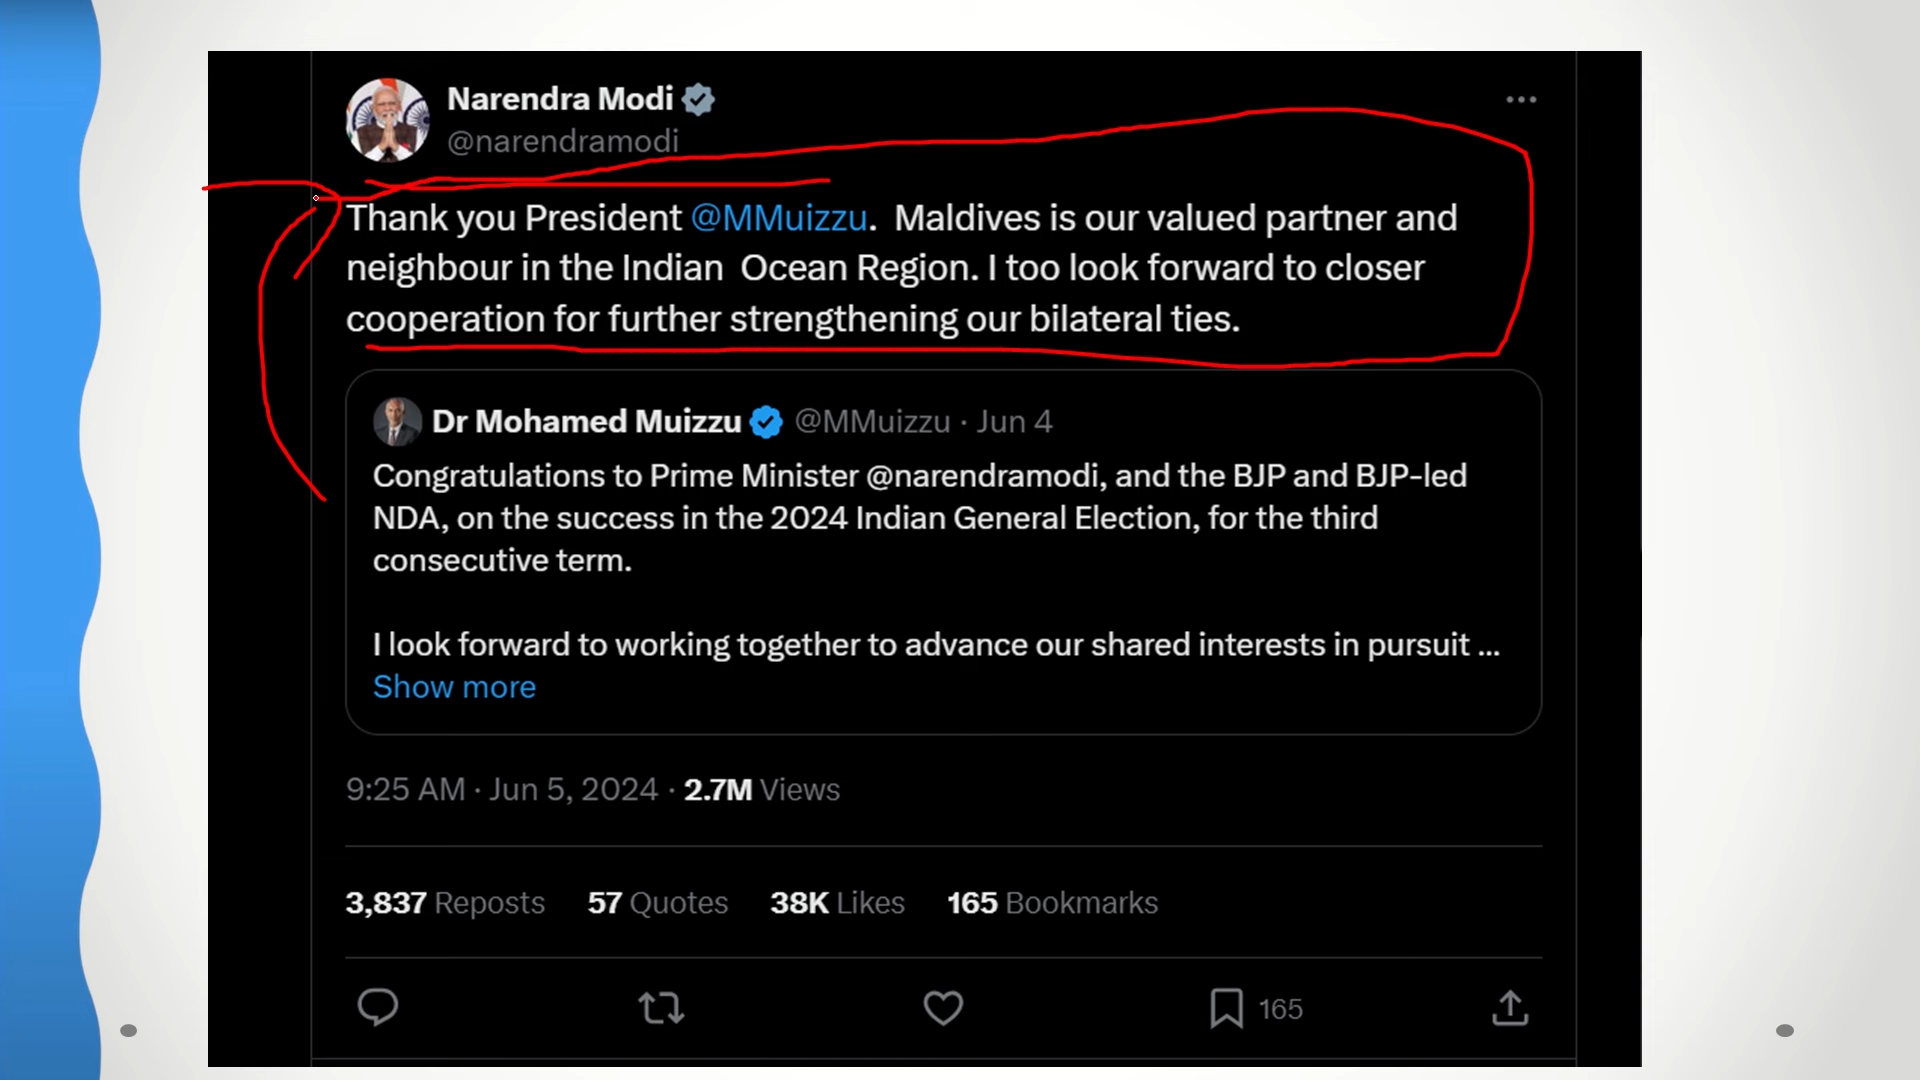 Narendra Modi
@narendramodi
Thank you President @MMuizzu.  Maldives is our valued partner and
neighbour in the Indian  Ocean Region. I too look forward to closer
cooperation for further strengthening our bilateral ties.
Dr Mohamed Muizzu @MMuizzu · Jun 4
Congratulations to Prime Minister @narendramodi, and the BJP and BJP-led
NDA, on the success in the 2024 Indian General Election, for the third
consecutive term.
I look forward to working together to advance our shared interests in pursuit ...
Show more
9:25 AM · Jun 5, 2024 · 2.7M Views
3,837 Reposts 57 Quotes 38K Likes 165 Bookmarks
165